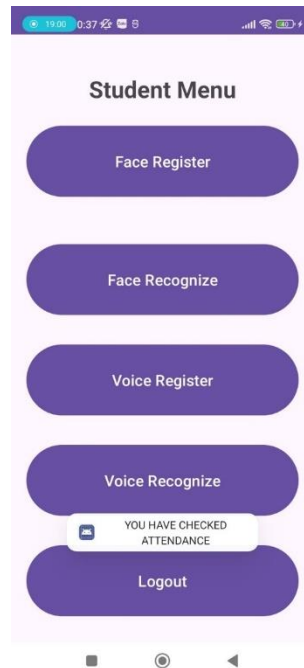 19:00 0:37
Student Menu
Face Register
Face Recognize
Voice Register
Voice Recognize
YOU HAVE CHECKED
ATTENDANCE
Logout